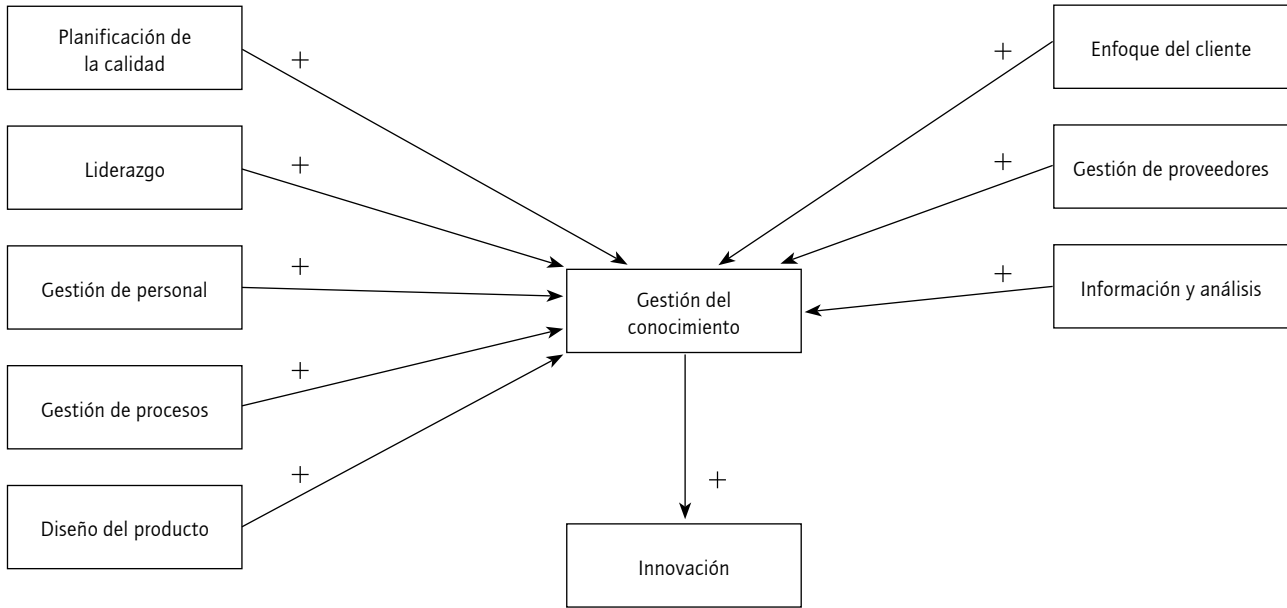 Planificación de
la calidad
+
Liderazgo
+
Gestión de personal
+
Gestión de procesos
+
Diseño del producto
+
Enfoque del cliente
+
Gestión de proveedores
+
Información y análisis
+
Gestión del
conocimiento
+
Innovación